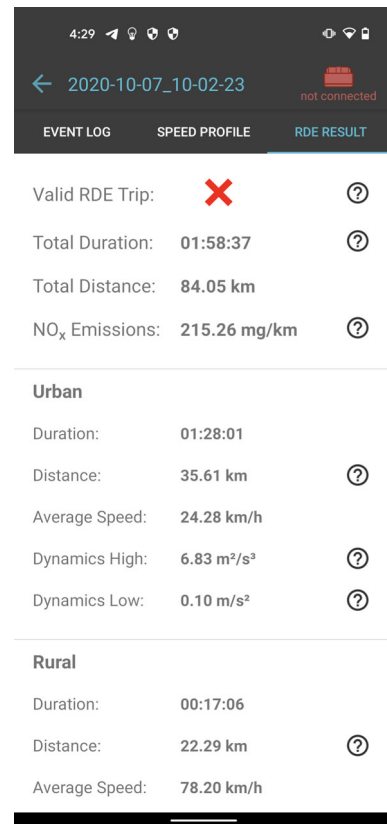 4:29
2020-10-07_10-02-23
not connected
EVENT LOG SPEED PROFILE RDE RESULT
Valid RDE Trip:
Total Duration: 01:58:37
Total Distance: 84.05 km
NOₓ Emissions: 215.26 mg/km
Urban
Duration: 01:28:01
Distance: 35.61 km
Average Speed: 24.28 km/h
Dynamics High: 6.83 m²/s³
Dynamics Low: 0.10 m/s²
Rural
Duration: 00:17:06
Distance: 22.29 km
Average Speed: 78.20 km/h